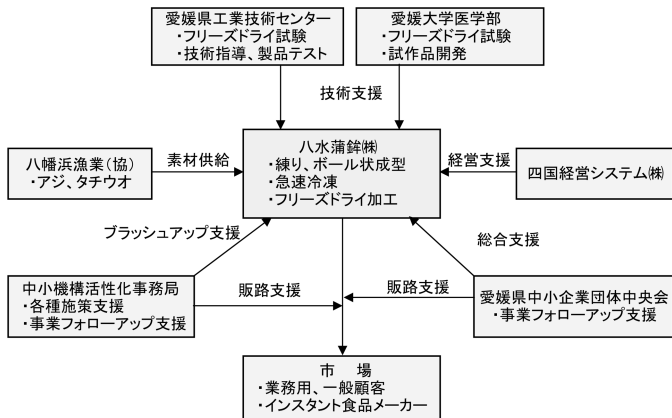 愛媛県工業技術センター
・フリーズドライ試験
・技術指導、製品テスト
愛媛大学医学部
・フリーズドライ試験
・試作品開発
技術支援
八幡浜漁業(協)
・アジ、タチウオ
素材供給
八水蒲鉾㈱
・練り、ボール状成型
・急速冷凍
・フリーズドライ加工
経営支援
四国経営システム㈱
ブラッシュアップ支援
総合支援
中小機構活性化事務局
・各種施策支援
・事業フォローアップ支援
販路支援
販路支援
愛媛県中小企業団体中央会
・事業フォローアップ支援
市 場
・業務用、一般顧客
・インスタント食品メーカー